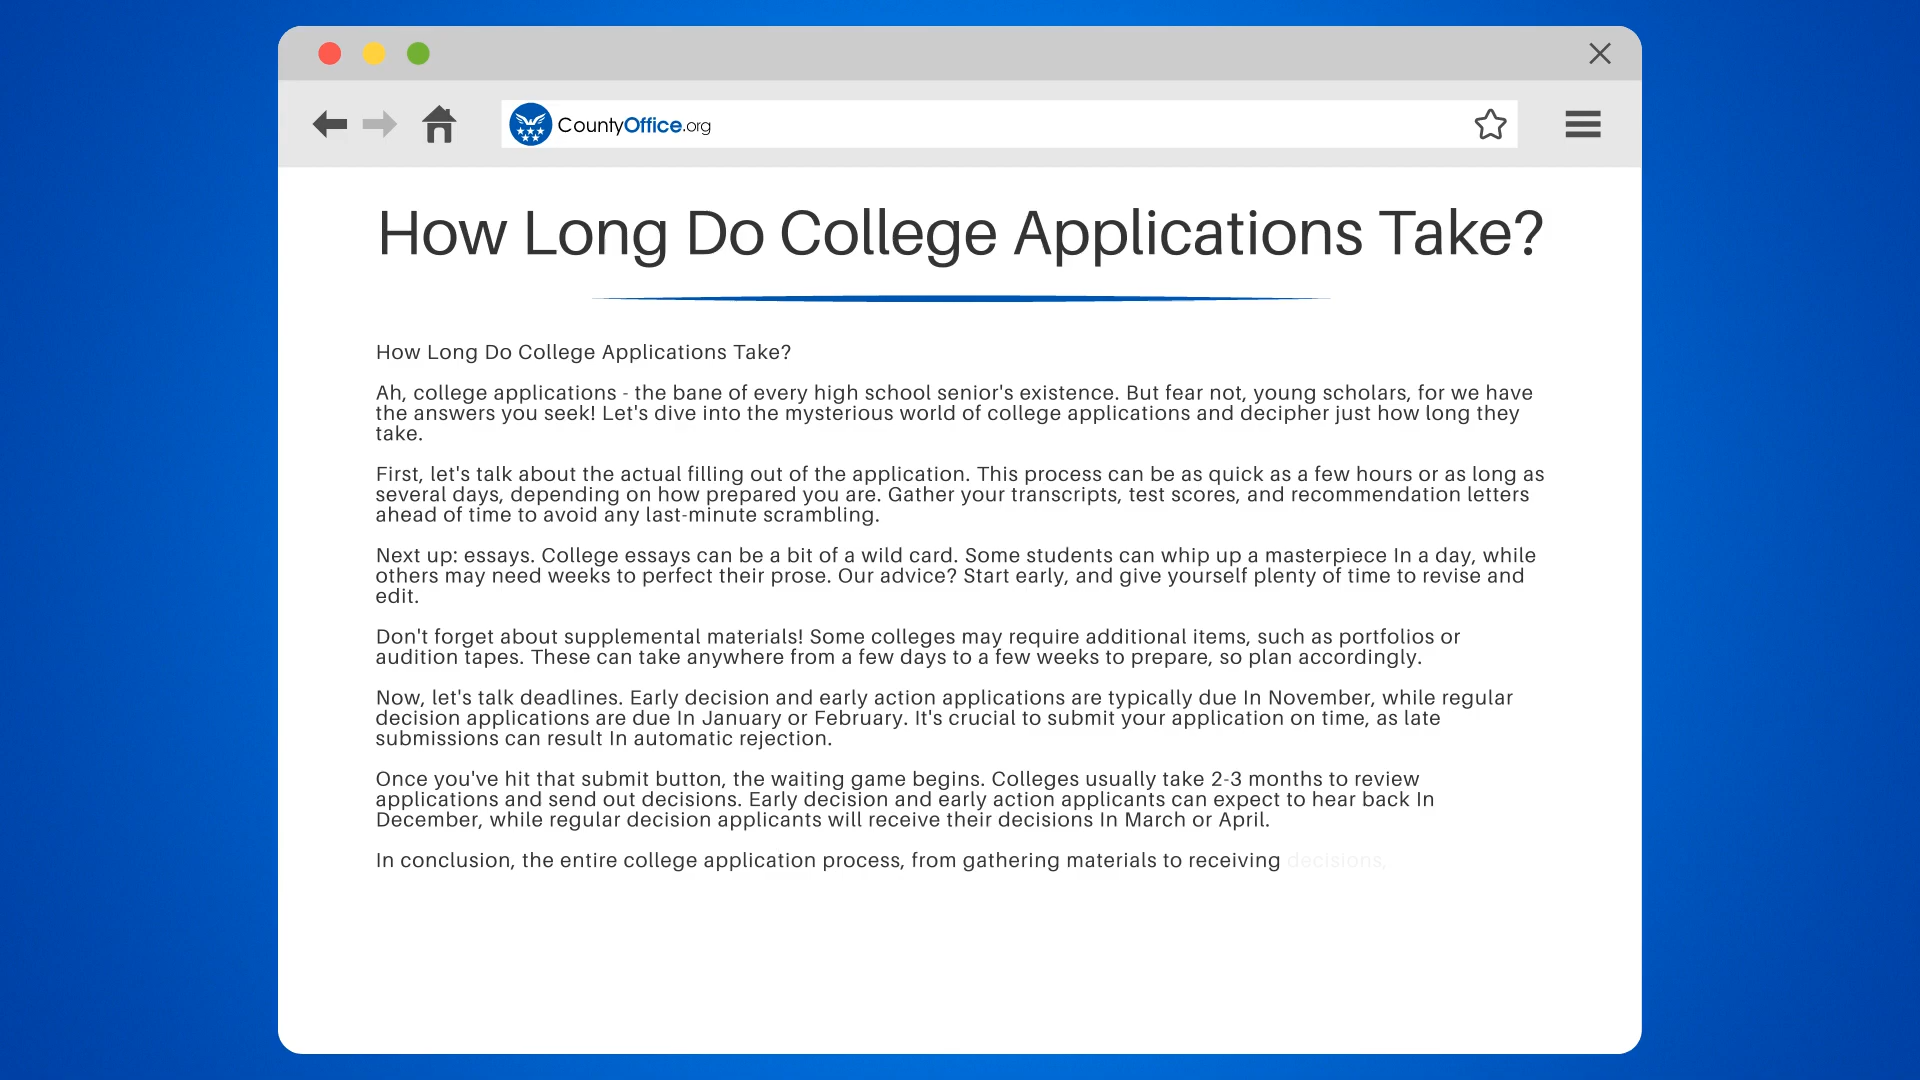 CountyOffice.org
How Long Do College Applications Take?
How Long Do College Applications Take?
Ah, college applications - the bane of every high school senior's existence. But fear not, young scholars, for we have
the answers you seek! Let's dive into the mysterious world of college applications and decipher just how long they
take.
First, let's talk about the actual filling out of the application. This process can be as quick as a few hours or as long as
several days, depending on how prepared you are. Gather your transcripts, test scores, and recommendation letters
ahead of time to avoid any last-minute scrambling.
Next up: essays. College essays can be a bit of a wild card. Some students can whip up a masterpiece In a day, while
others may need weeks to perfect their prose. Our advice? Start early, and give yourself plenty of time to revise and
edit.
Don't forget about supplemental materials! Some colleges may require additional items, such as portfolios or
audition tapes. These can take anywhere from a few days to a few weeks to prepare, so plan accordingly.
Now, let's talk deadlines. Early decision and early action applications are typically due In November, while regular
decision applications are due In January or February. It's crucial to submit your application on time, as late
submissions can result In automatic rejection.
Once you've hit that submit button, the waiting game begins. Colleges usually take 2-3 months to review
applications and send out decisions. Early decision and early action applicants can expect to hear back In
December, while regular decision applicants will receive their decisions In March or April.
In conclusion, the entire college application process, from gathering materials to receiving decisions,